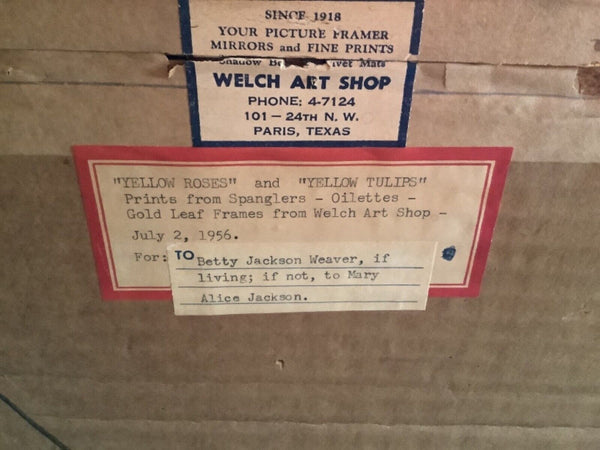 SINCE 1918
YOUR PICTURE FRAMER
MIRRORS and FINE PRINTS
Shadow Mats
WELCH ART SHOP
PHONE: 4-7124
101 — 24TH N. W.
PARIS, TEXAS
"YELLOW ROSES" and "YELLOW TULIPS"
Prints from Spanglers - Oilettes -
Gold Leaf Frames from Welch Art Shop -
July 2, 1956.
For:
TO Betty Jackson Weaver, if
living; if not, to Mary
Alice Jackson.